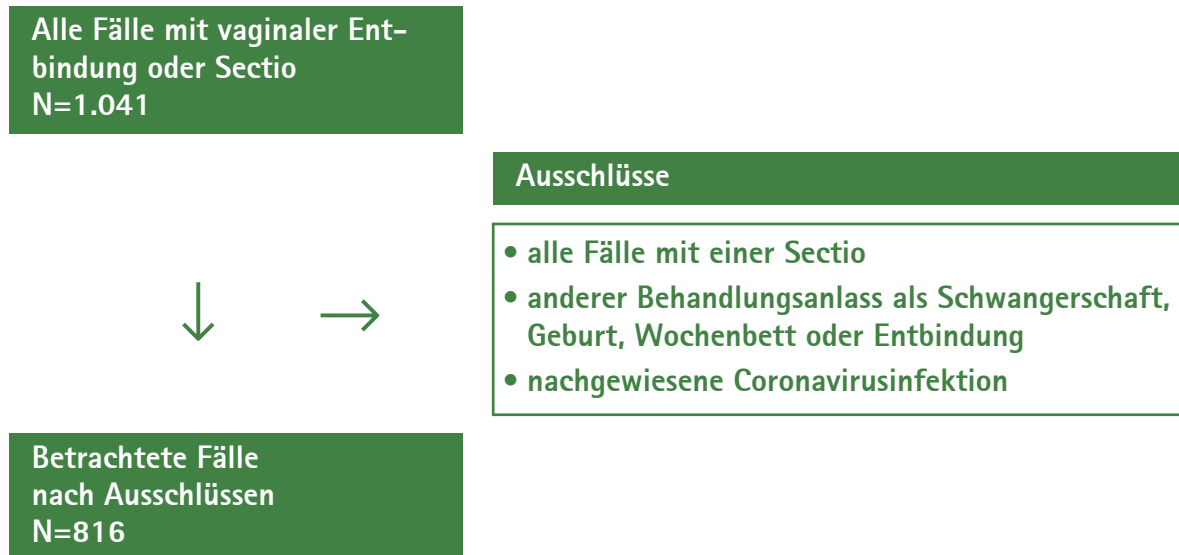 Alle Fälle mit vaginaler Ent-
bindung oder Sectio
N=1.041
Ausschlüsse
• alle Fälle mit einer Sectio
• anderer Behandlungsanlass als Schwangerschaft,
Geburt, Wochenbett oder Entbindung
• nachgewiesene Coronavirusinfektion
Betrachtete Fälle
nach Ausschlüssen
N=816